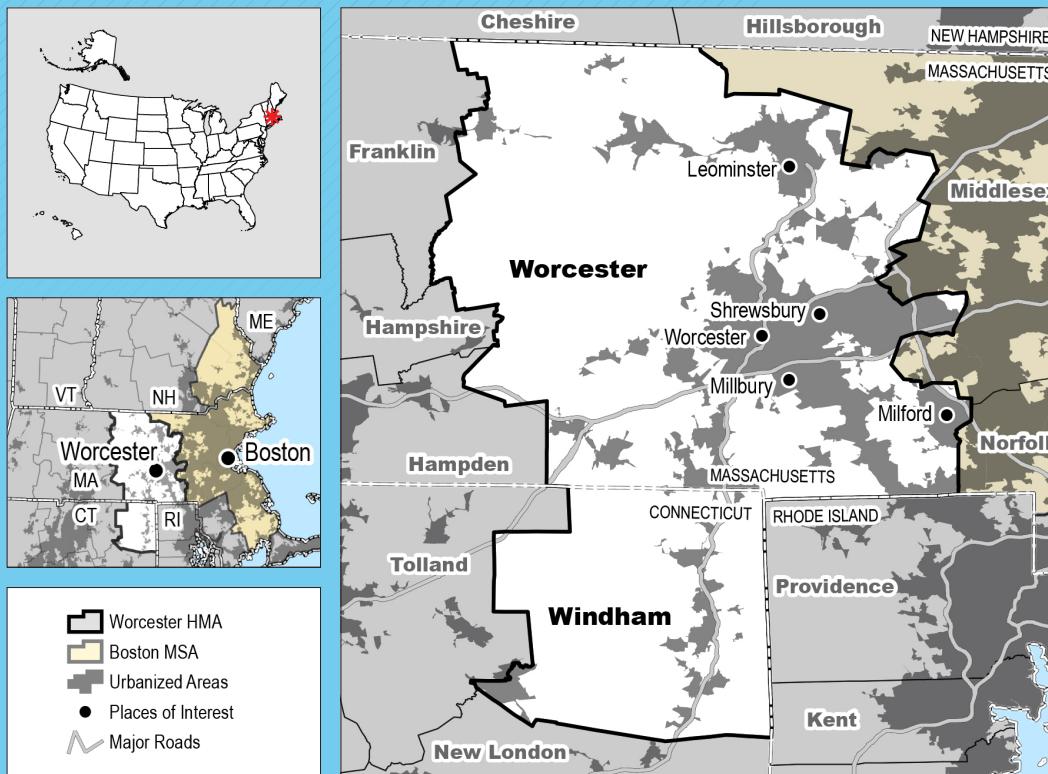 Cheshire
Hillsborough
NEW HAMPSHIRE
MASSACHUSETTS
Franklin
Leominster
Middlesex
Worcester
Hampshire
Shrewsbury
Worcester
Millbury
Milford
Norfolk
Hampden
MASSACHUSETTS
CONNECTICUT
RHODE ISLAND
Tolland
Providence
Windham
Kent
New London
ME
VT
NH
Worcester
Boston
MA
CT
RI
Worcester HMA
Boston MSA
Urbanized Areas
Places of Interest
Major Roads